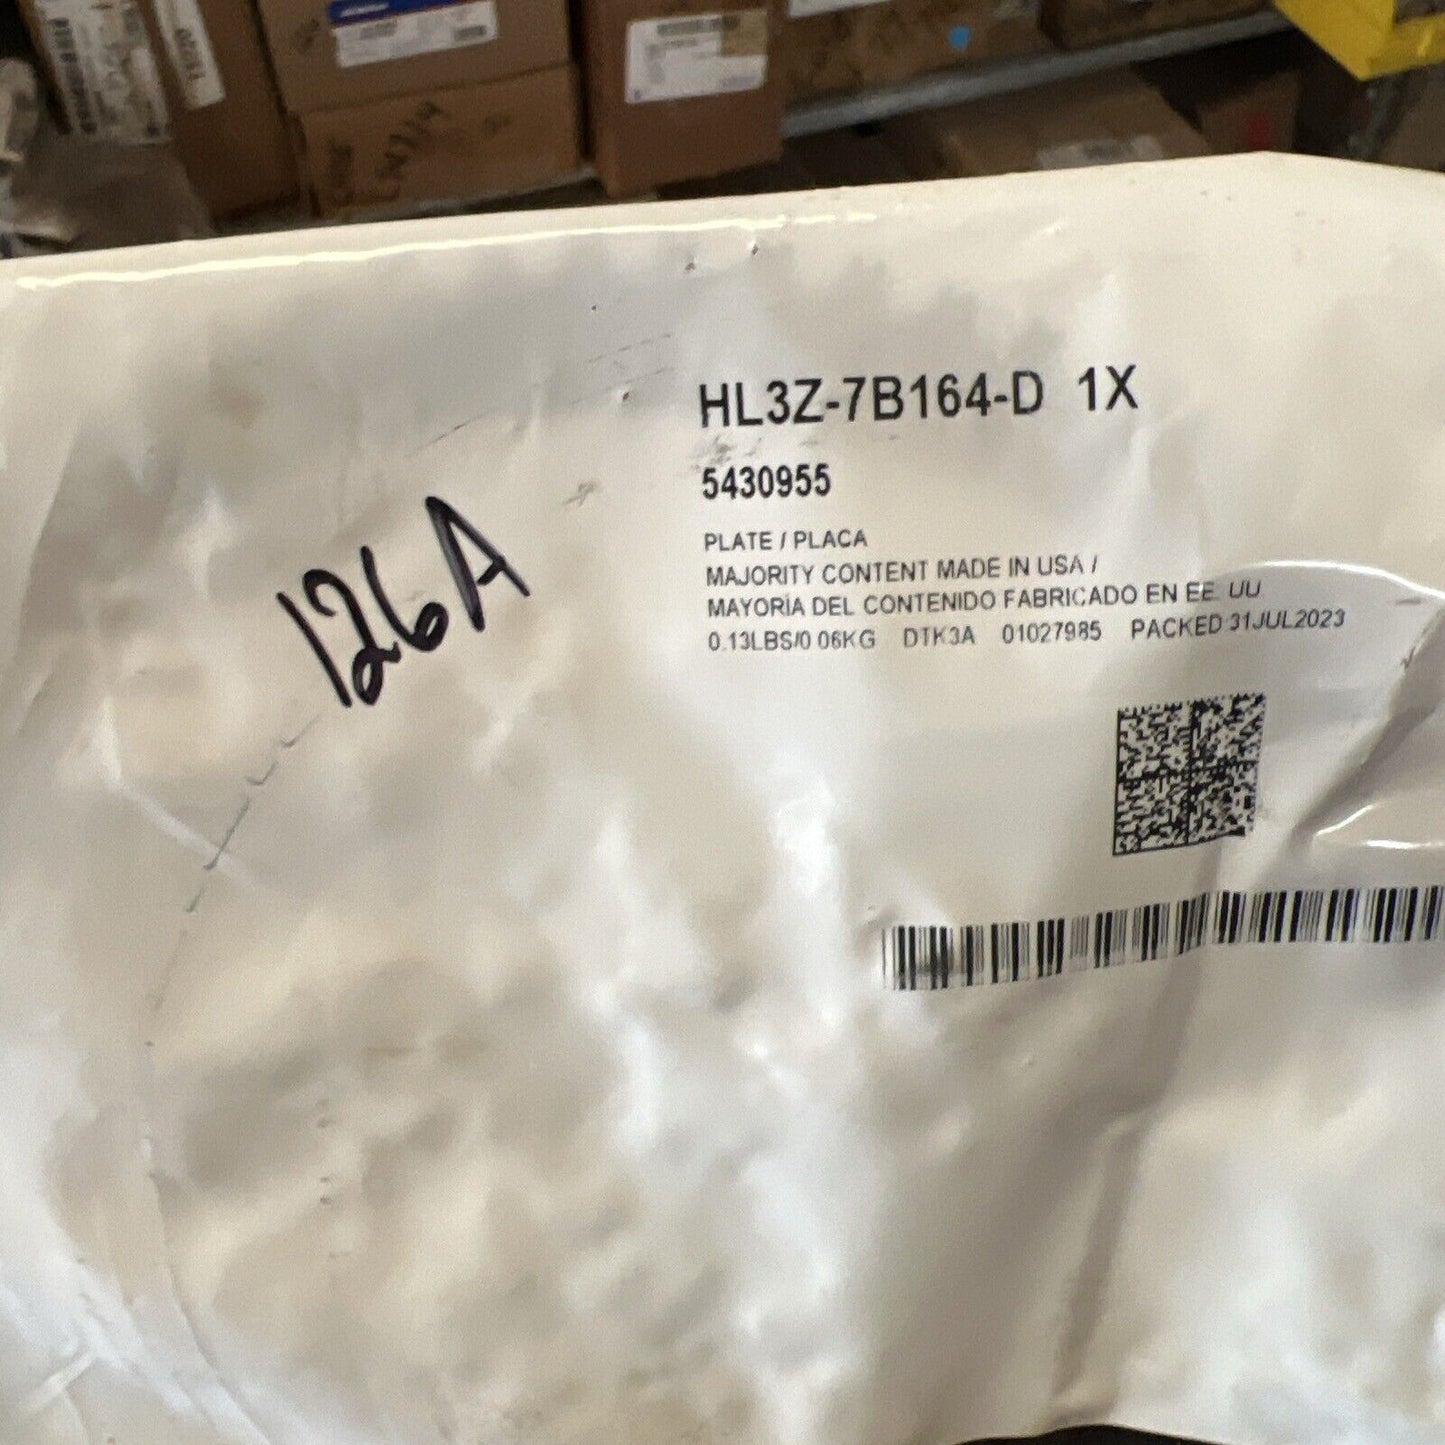 HL3Z-7B164-D 1X
5430955
PLATE / PLACA
MAJORITY CONTENT MADE IN USA /
MAYORÍA DEL CONTENIDO FABRICADO EN EE. UU
0.13LBS/0.06KG DTK3A 01027985 PACKED:31JUL2023
126A